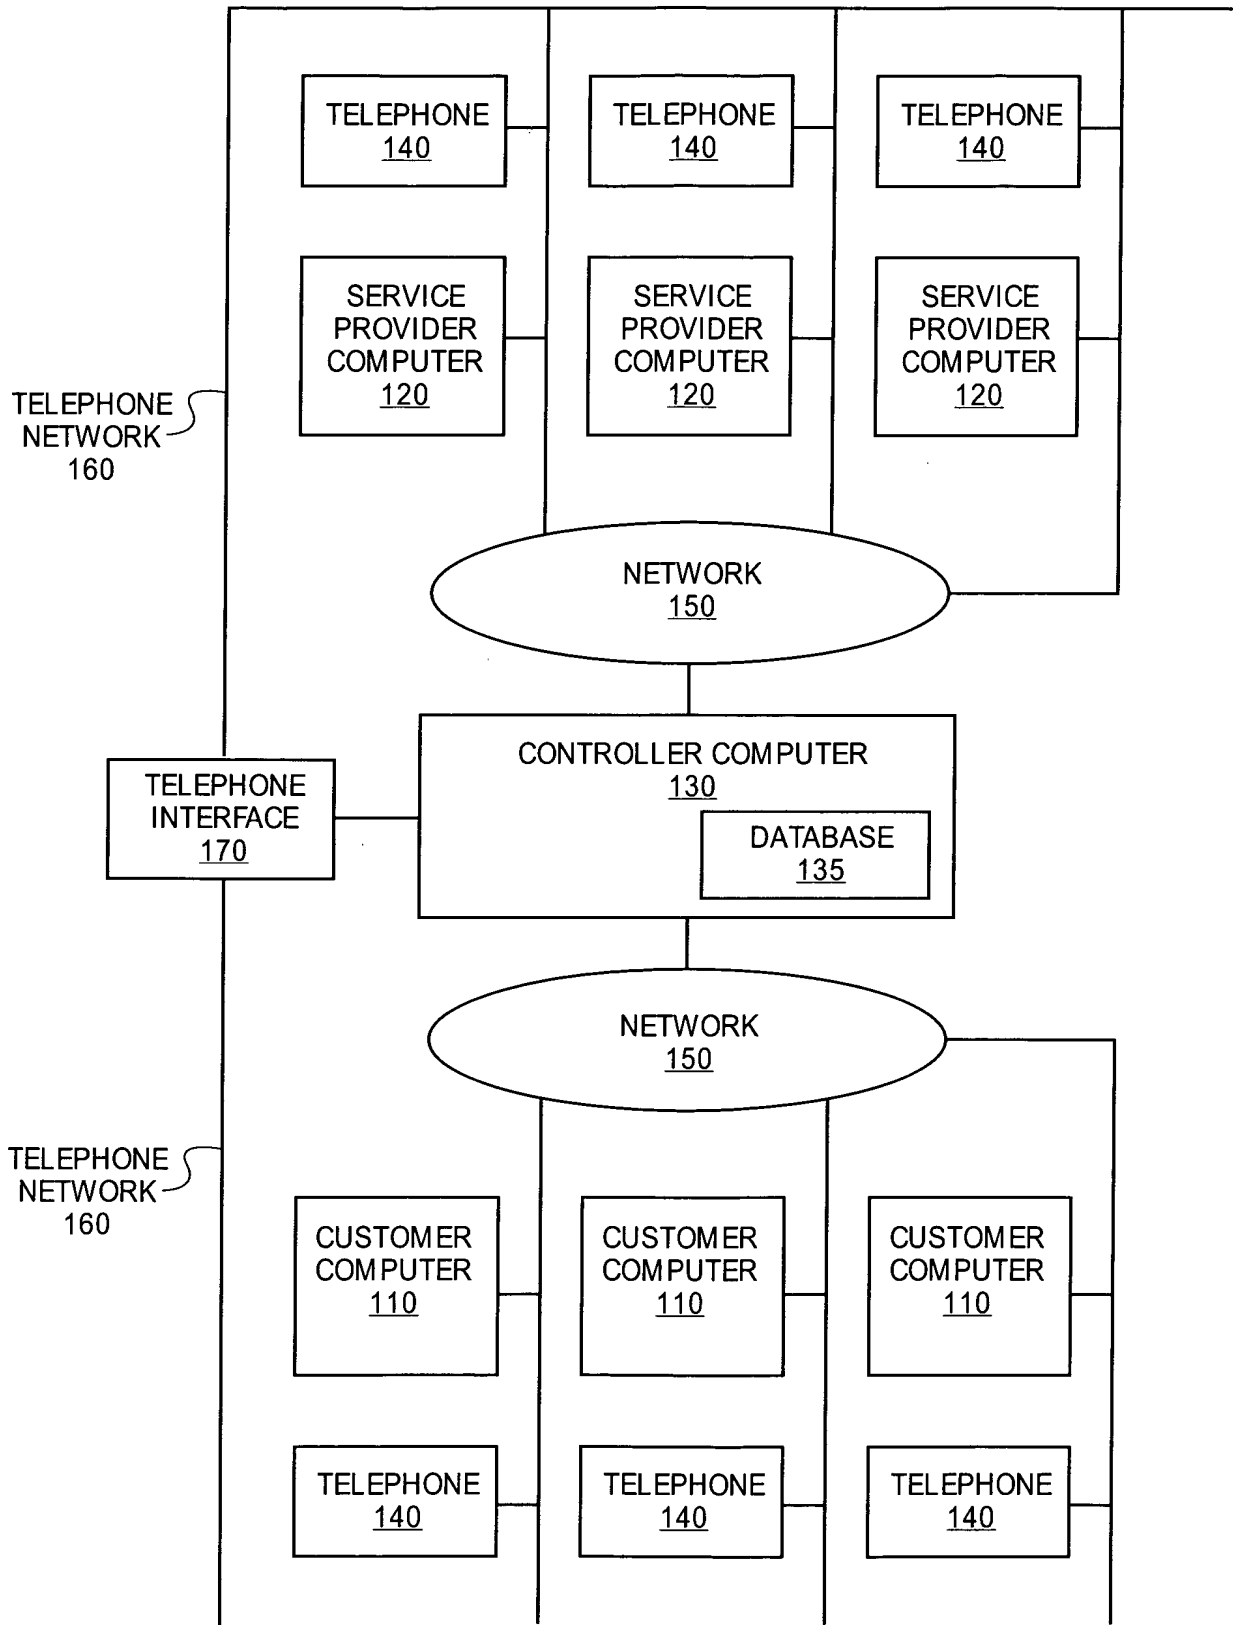 TELEPHONE
140
TELEPHONE
140
TELEPHONE
140
SERVICE
PROVIDER
COMPUTER
120
SERVICE
PROVIDER
COMPUTER
120
SERVICE
PROVIDER
COMPUTER
120
TELEPHONE
NETWORK
160
NETWORK
150
TELEPHONE
INTERFACE
170
CONTROLLER COMPUTER
130
DATABASE
135
NETWORK
150
TELEPHONE
NETWORK
160
CUSTOMER
COMPUTER
110
CUSTOMER
COMPUTER
110
CUSTOMER
COMPUTER
110
TELEPHONE
140
TELEPHONE
140
TELEPHONE
140